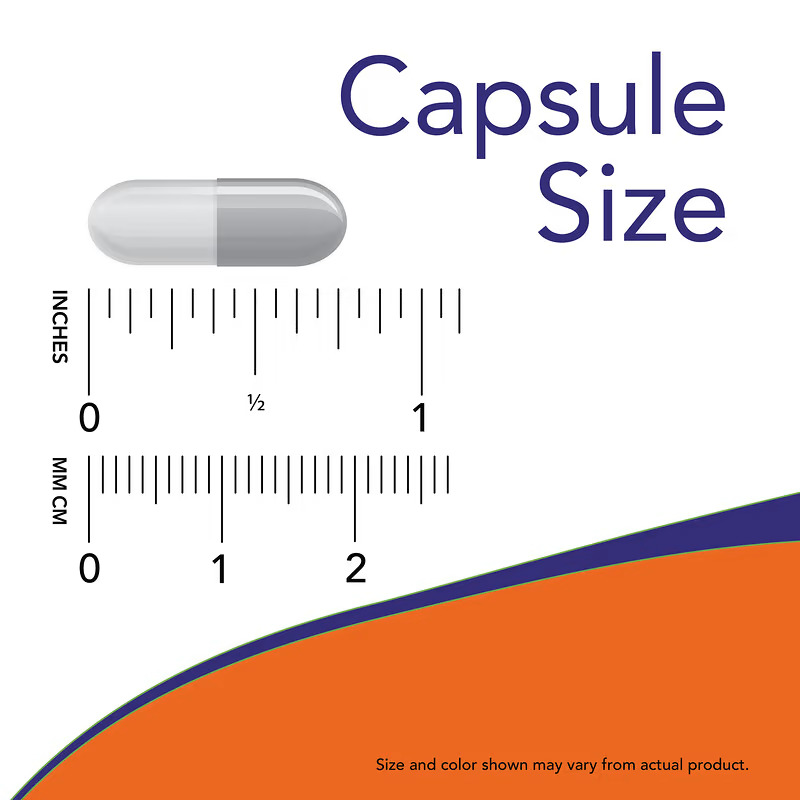 Capsule
Size
INCHES
0 ½ 1
MM CM
0 1 2
Size and color shown may vary from actual product.